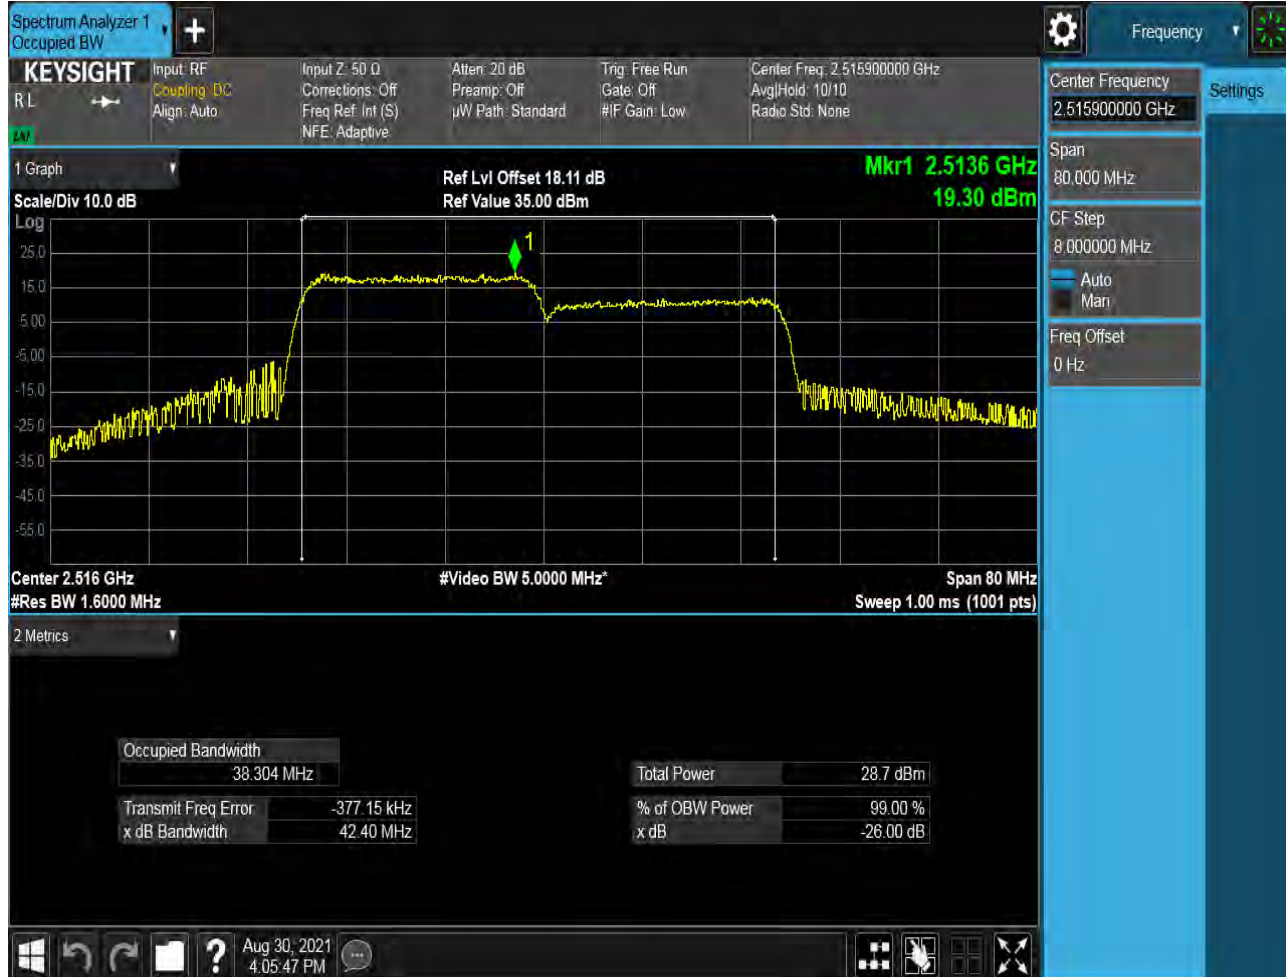 Spectrum Analyzer 1
Occupied BW
Frequency
KEYSIGHT
R L
LNI
Input: RF
Coupling: DC
Align: Auto
Input Z: 50 Ω
Corrections: Off
Freq Ref: Int (S)
NFE: Adaptive
Atten: 20 dB
Preamp: Off
µW Path: Standard
Trig: Free Run
Gate: Off
#IF Gain: Low
Center Freq: 2.515900000 GHz
Avg|Hold: 10/10
Radio Std: None
Center Frequency
2.515900000 GHz
Settings
Span
80.000 MHz
CF Step
8.000000 MHz
Auto
Man
Freq Offset
0 Hz
1 Graph
Scale/Div 10.0 dB
Ref Lvl Offset 18.11 dB
Ref Value 35.00 dBm
Mkr1 2.5136 GHz
19.30 dBm
Log
25.0
15.0
5.00
-5.00
-15.0
-25.0
-35.0
-45.0
-55.0
1
Center 2.516 GHz
#Res BW 1.6000 MHz
#Video BW 5.0000 MHz*
Span 80 MHz
Sweep 1.00 ms (1001 pts)
2 Metrics
Occupied Bandwidth
38.304 MHz
Transmit Freq Error -377.15 kHz
x dB Bandwidth 42.40 MHz
Total Power 28.7 dBm
% of OBW Power 99.00 %
x dB -26.00 dB
?
Aug 30, 2021
4:05:47 PM